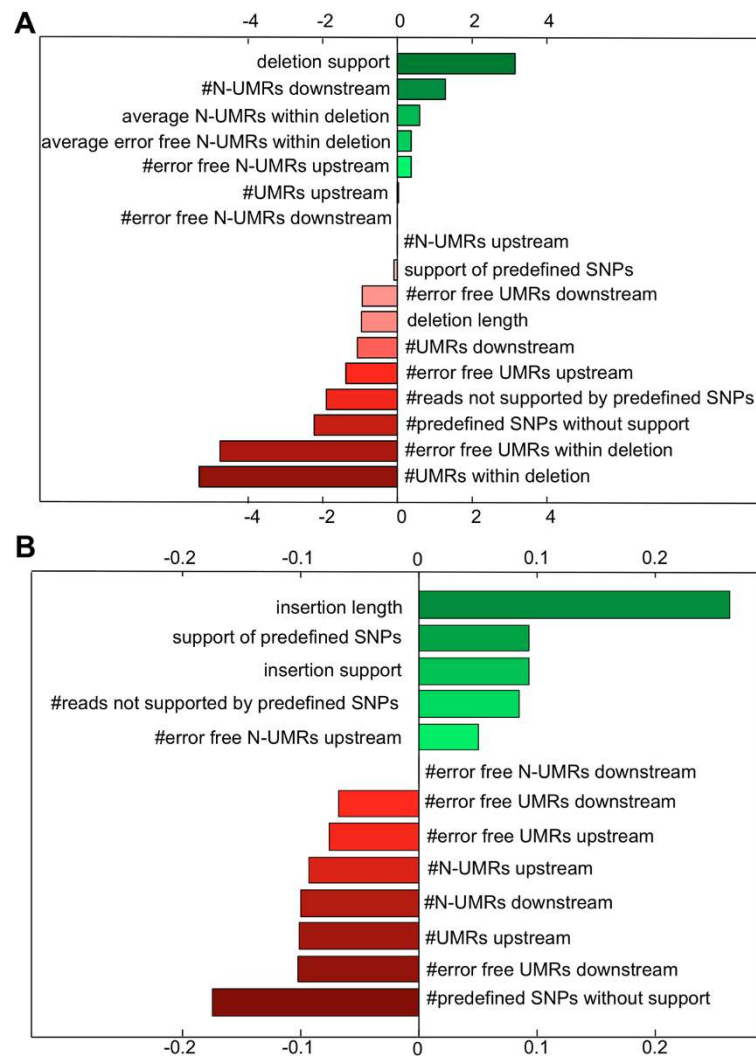 A
-4 -2 0 2 4
deletion support
#N-UMRs downstream
average N-UMRs within deletion
average error free N-UMRs within deletion
#error free N-UMRs upstream
#UMRs upstream
#error free N-UMRs downstream
#N-UMRs upstream
support of predefined SNPs
#error free UMRs downstream
deletion length
#UMRs downstream
#error free UMRs upstream
#reads not supported by predefined SNPs
#predefined SNPs without support
#error free UMRs within deletion
#UMRs within deletion
-4 -2 0 2 4
B
-0.2 -0.1 0 0.1 0.2
insertion length
support of predefined SNPs
insertion support
#reads not supported by predefined SNPs
#error free N-UMRs upstream
#error free N-UMRs downstream
#error free UMRs downstream
#error free UMRs upstream
#N-UMRs upstream
#N-UMRs downstream
#UMRs upstream
#error free UMRs downstream
#predefined SNPs without support
-0.2 -0.1 0 0.1 0.2